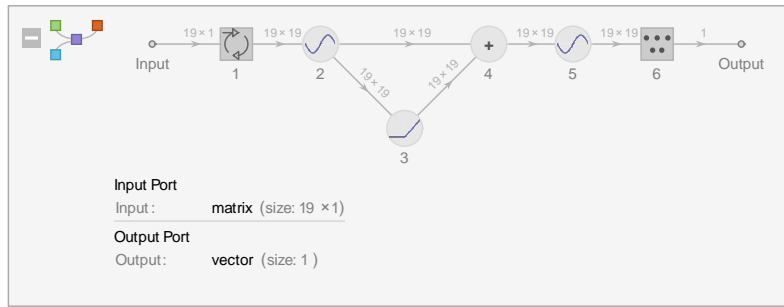 19×1 19×19 19×19 19×19 19×19 1
Input 1 2 4 5 6 Output
19×19 19×19
3
Input Port
Input: matrix (size: 19 ×1)
Output Port
Output: vector (size: 1 )